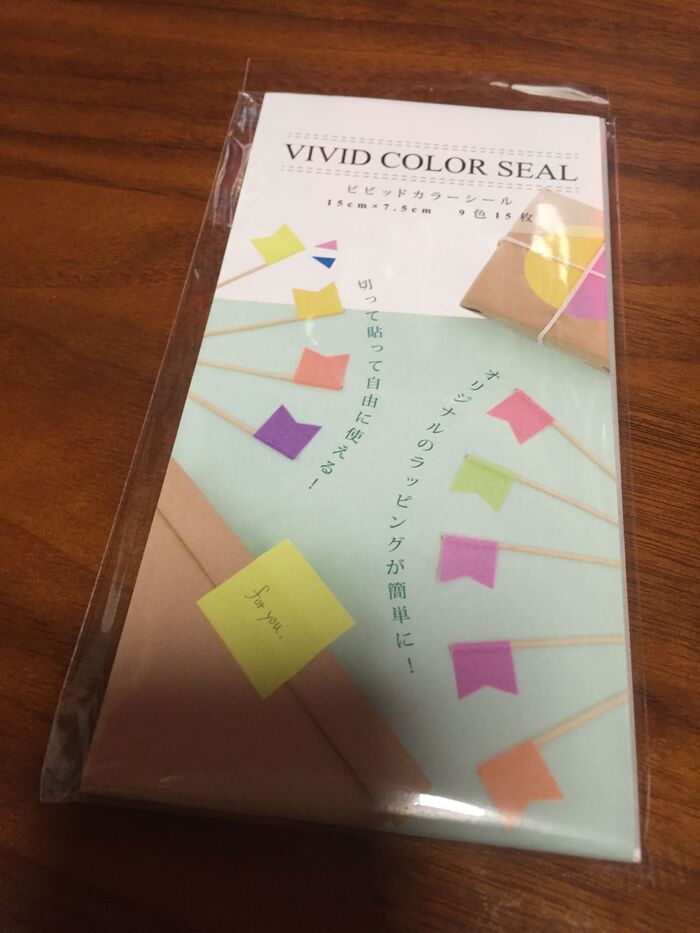 VIVID COLOR SEAL
ビビッドカラーシール
15cm×7.5cm 9色15枚
切って貼って自由に使える!
オリジナルのラッピングが簡単に!
for you.